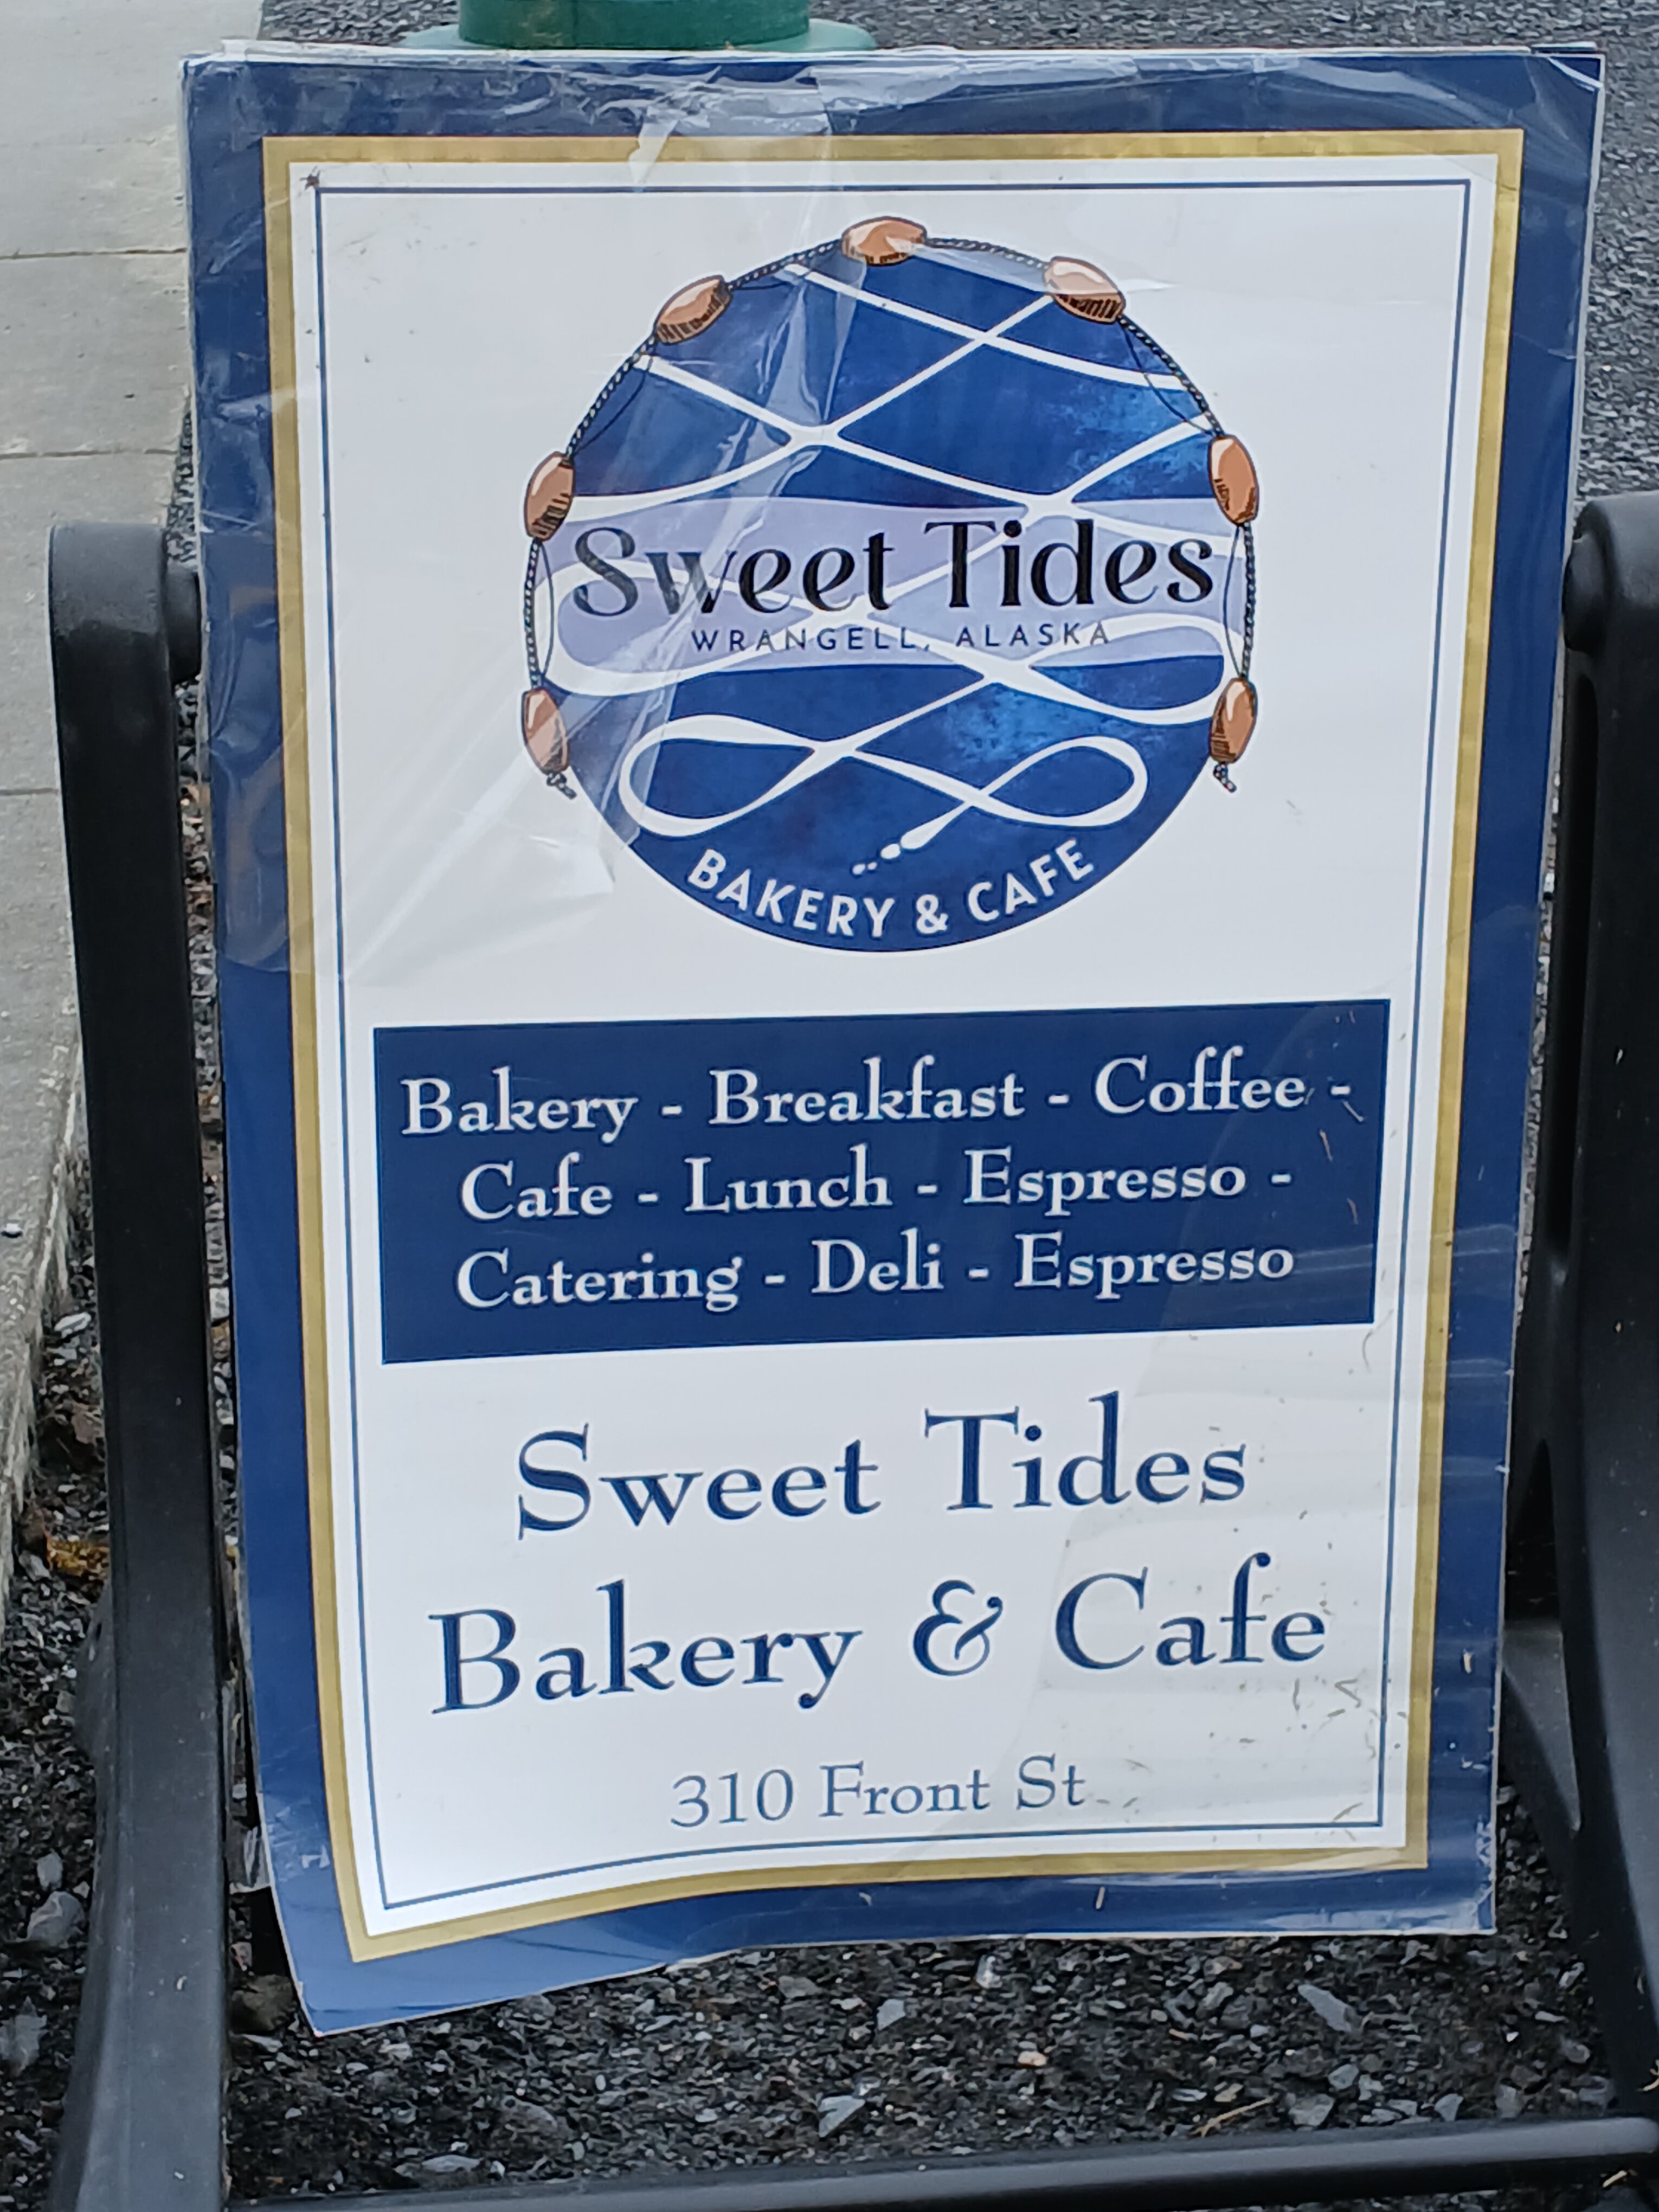 Sweet Tides
WRANGELL, ALASKA
BAKERY & CAFE
Bakery - Breakfast - Coffee -
Cafe - Lunch - Espresso -
Catering - Deli - Espresso
Sweet Tides
Bakery & Cafe
310 Front St